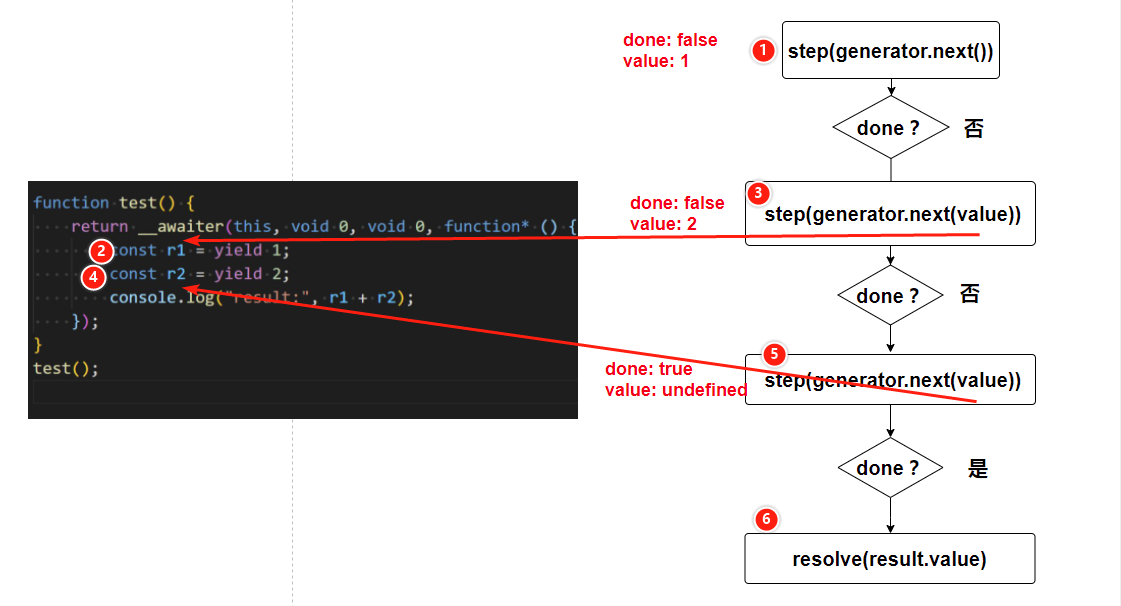 function test() {
return __awaiter(this, void 0, void 0, function* () {
2 const r1 = yield 1;
4 const r2 = yield 2;
console.log("result:", r1 + r2);
});
}
test();
done: false
value: 1
1
step(generator.next())
done ?
否
done: false
value: 2
3
step(generator.next(value))
done ?
否
done: true
value: undefined
5
step(generator.next(value))
done ?
是
6
resolve(result.value)